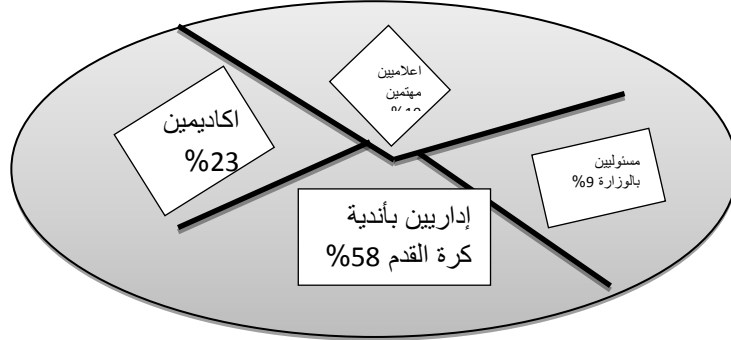 اعلاميين
مهتمين
اكاديمين
%23
مسئوليين
بالوزارة 9%
إداريين بأندية
كرة القدم 58%